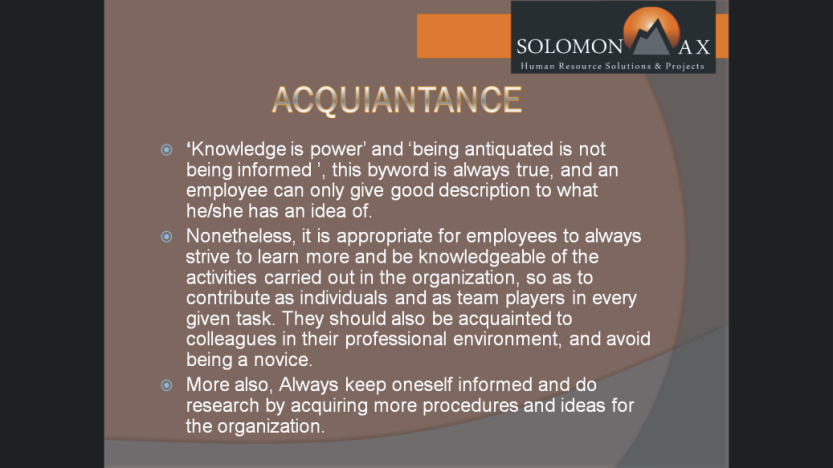 SOLOMON AX
Human Resource Solutions & Projects
ACQUIANTANCE
‘Knowledge is power’ and ‘being antiquated is not
being informed ’, this byword is always true, and an
employee can only give good description to what
he/she has an idea of.
Nonetheless, it is appropriate for employees to always
strive to learn more and be knowledgeable of the
activities carried out in the organization, so as to
contribute as individuals and as team players in every
given task. They should also be acquainted to
colleagues in their professional environment, and avoid
being a novice.
More also, Always keep oneself informed and do
research by acquiring more procedures and ideas for
the organization.